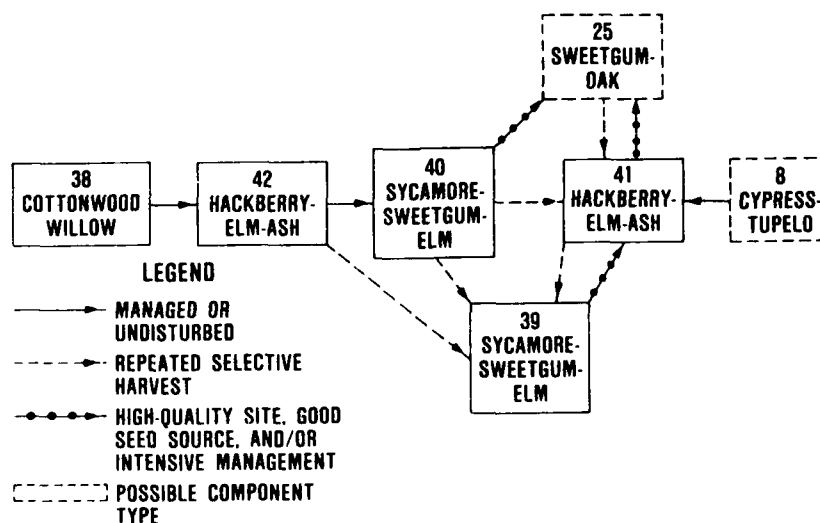 25
SWEETGUM-
OAK
38
COTTONWOOD
WILLOW
42
HACKBERRY-
ELM-ASH
40
SYCAMORE-
SWEETGUM-
ELM
41
HACKBERRY-
ELM-ASH
8
CYPRESS-
TUPELO
39
SYCAMORE-
SWEETGUM-
ELM
LEGEND
MANAGED OR
UNDISTURBED
REPEATED SELECTIVE
HARVEST
HIGH-QUALITY SITE, GOOD
SEED SOURCE, AND/OR
INTENSIVE MANAGEMENT
POSSIBLE COMPONENT
TYPE